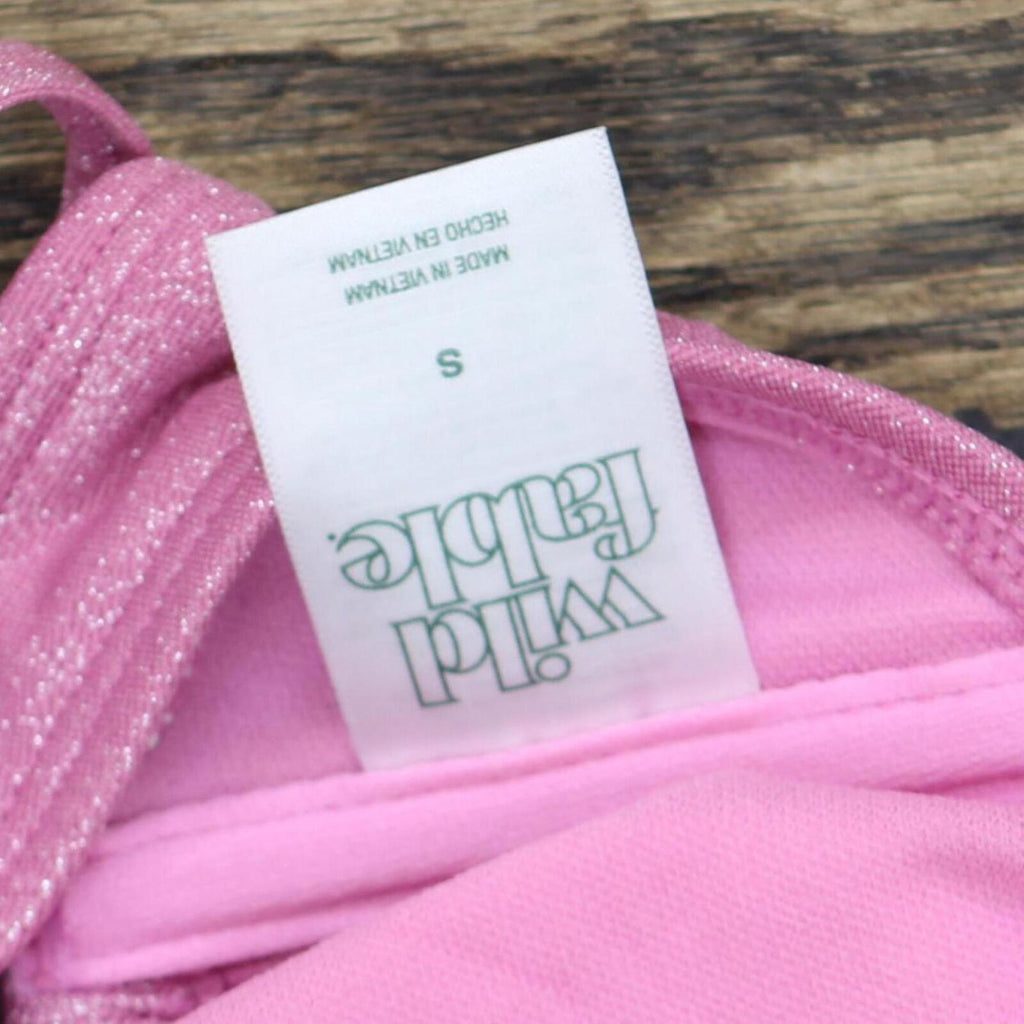 wild
fable.
S
MADE IN VIETNAM
HECHO EN VIETNAM